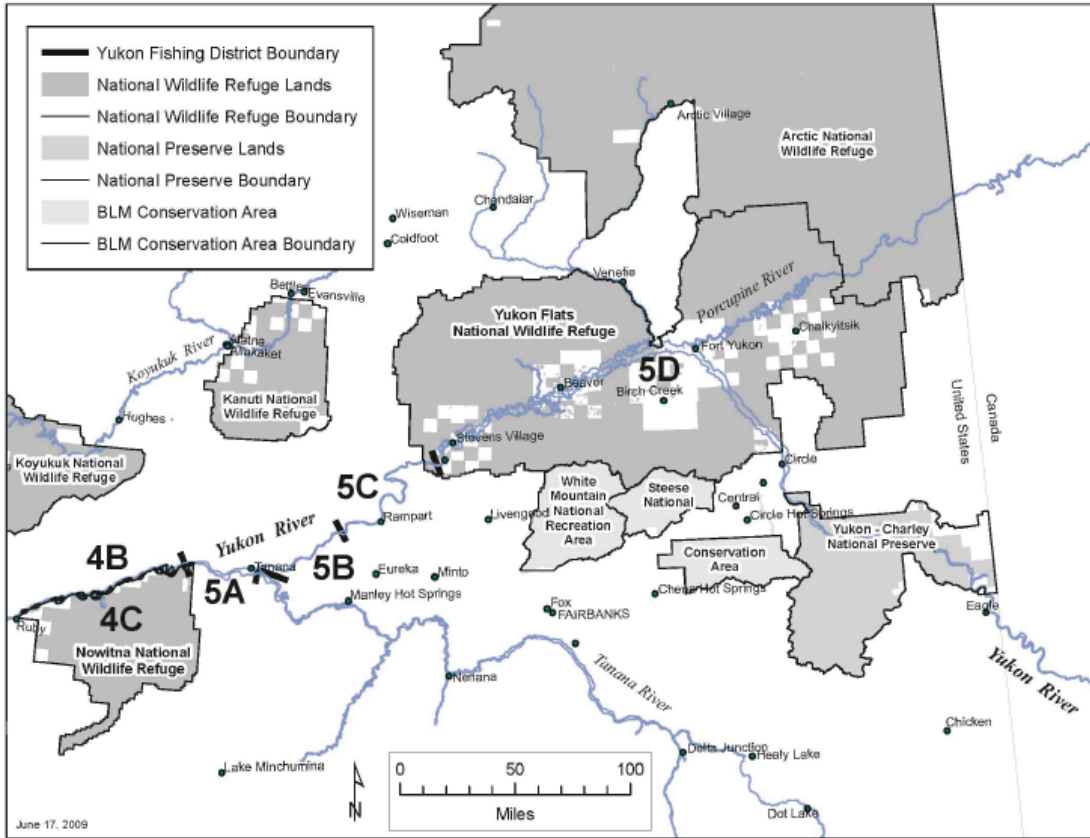 Yukon Fishing District Boundary
National Wildlife Refuge Lands
National Wildlife Refuge Boundary
National Preserve Lands
National Preserve Boundary
BLM Conservation Area
BLM Conservation Area Boundary
Arctic Village
Arctic National
Wildlife Refuge
Chandalar
Wiseman
Coldfoot
Venetie
Bettles
Evansville
Porcupine River
Yukon Flats
National Wildlife Refuge
Chalkyitsik
Koyukuk River
Alatna
Allakaket
Fort Yukon
5D
Beaver
Birch Creek
Kanuti National
Wildlife Refuge
United States
Canada
Hughes
Stevens Village
Koyukuk National
Wildlife Refuge
Circle
5C
White
Mountain
National
Recreation
Area
Steese
National
Central
Circle Hot Springs
Rampart
Livengood
Yukon River
Yukon - Charley
National Preserve
4B
5A
Tanana
5B
Eureka
Minto
Conservation
Area
Manley Hot Springs
Chena Hot Springs
Fox
FAIRBANKS
Eagle
Ruby
4C
Nowitna National
Wildlife Refuge
Tanana River
Yukon River
Nenana
Chicken
Delta Junction
Healy Lake
Lake Minchumina
Dot Lake
N
0 50 100
Miles
June 17, 2009